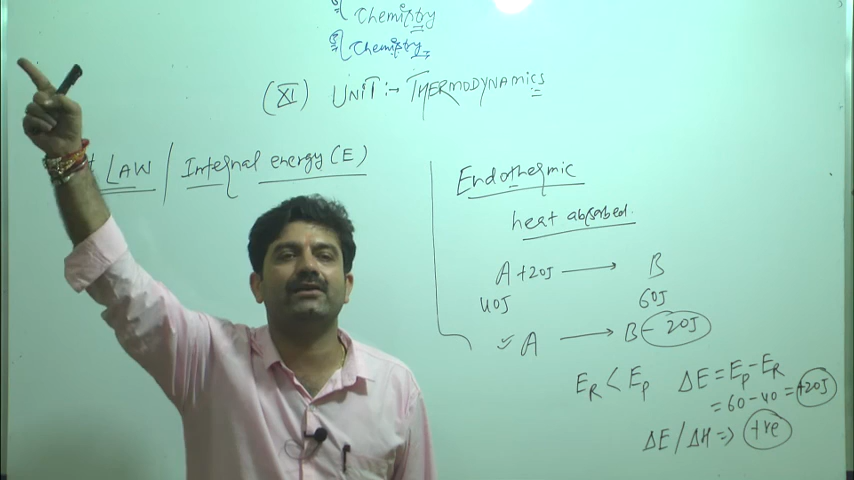 Chemistry
Chemistry
(XI) UNIT :→ THERMODYNAMICS
LAW / Internal energy (E)
Endothermic
heat absorbed.
A + 20J → B
40J 60J
A → B - 20J
E_R < E_P ΔE = E_P - E_R
= 60 - 40 = +20J
ΔE / ΔH ⇒ +ve